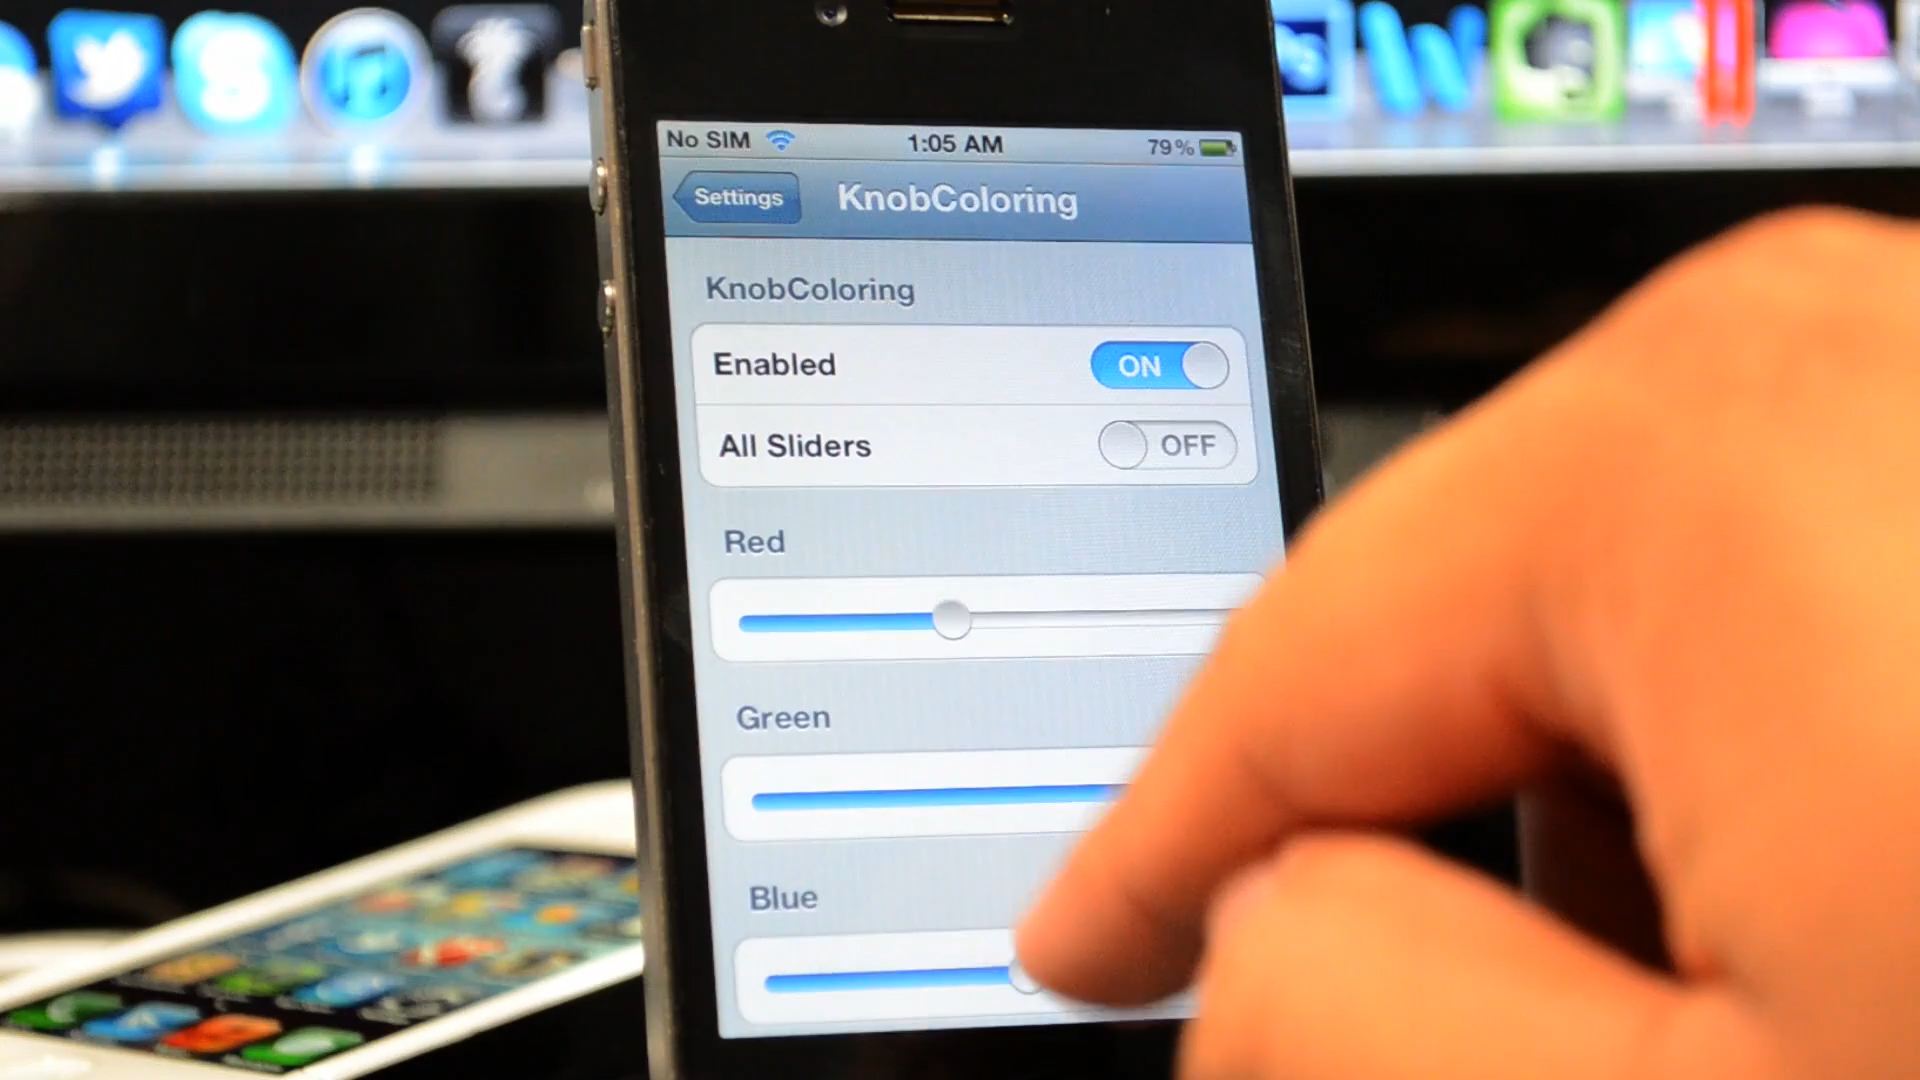 No SIM 1:05 AM 79%
Settings KnobColoring
KnobColoring
Enabled ON
All Sliders OFF
Red
Green
Blue